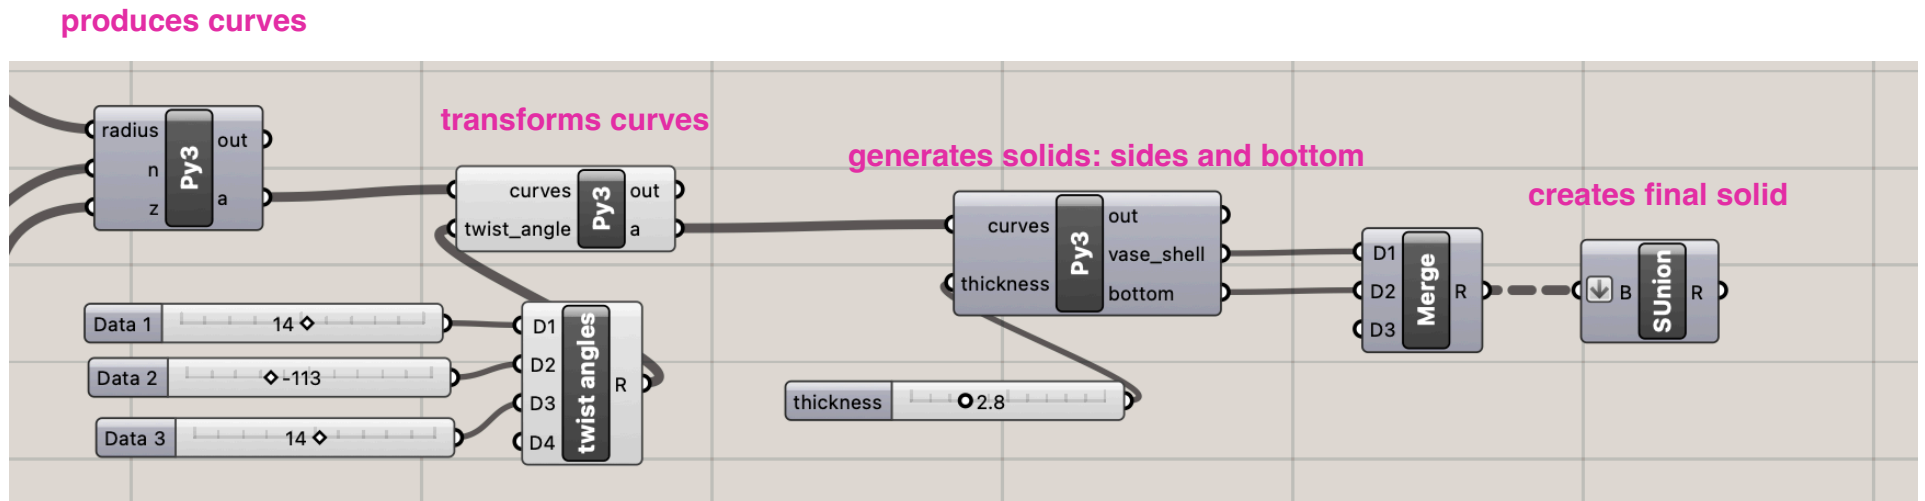 produces curves
transforms curves
generates solids: sides and bottom
creates final solid
radius
n
z
Py3
out
a
curves
twist_angle
Py3
out
a
curves
thickness
Py3
out
vase_shell
bottom
D1
D2
D3
Merge
R
B
SUnion
R
Data 1
14
Data 2
-113
Data 3
14
D1
D2
D3
D4
twist angles
R
thickness
2.8